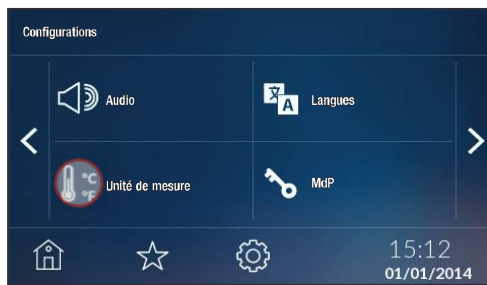 Configurations
Audio
Langues
°C
°F
Unité de mesure
MdP
15:12
01/01/2014